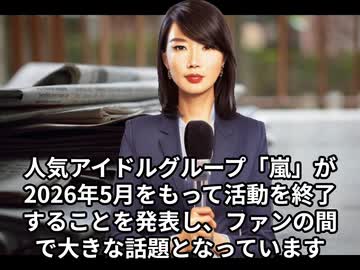 人気アイドルグループ「嵐」が
2026年5月をもって活動を終了
することを発表し、ファンの間
で大きな話題となっています